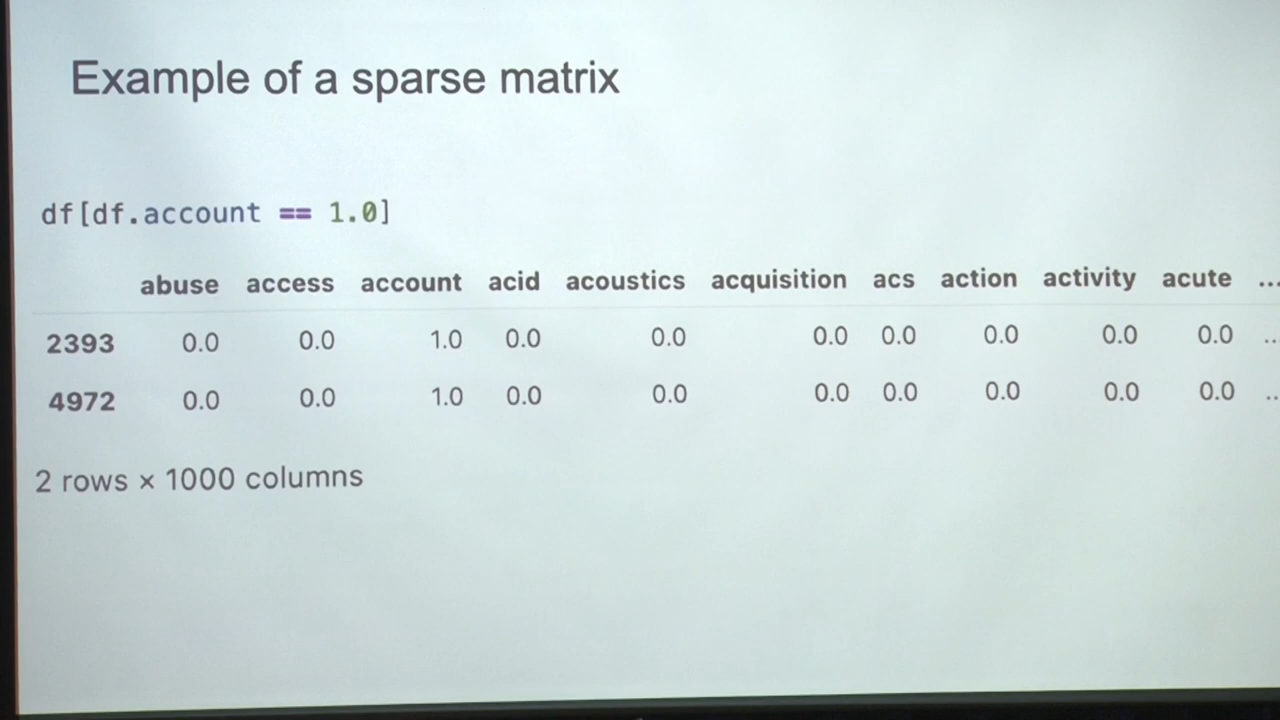 Example of a sparse matrix
df[df.account == 1.0]
abuse access account acid acoustics acquisition acs action activity acute ...
2393 0.0 0.0 1.0 0.0 0.0 0.0 0.0 0.0 0.0 0.0 ...
4972 0.0 0.0 1.0 0.0 0.0 0.0 0.0 0.0 0.0 0.0 ...
2 rows × 1000 columns